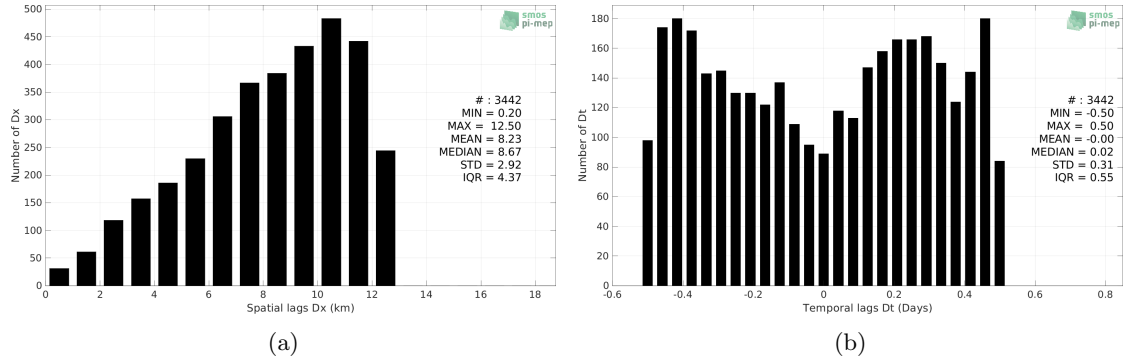 500
450
400
350
300
250
200
150
100
50
0
Number of Dx
0 2 4 6 8 10 12 14 16 18
Spatial lags Dx (km)
smos
pi-mep
# : 3442
MIN = 0.20
MAX = 12.50
MEAN = 8.23
MEDIAN = 8.67
STD = 2.92
IQR = 4.37
(a)
180
160
140
120
100
80
60
40
20
0
Number of Dt
-0.6 -0.4 -0.2 0 0.2 0.4 0.6 0.8
Temporal lags Dt (Days)
smos
pi-mep
# : 3442
MIN = -0.50
MAX = 0.50
MEAN = -0.00
MEDIAN = 0.02
STD = 0.31
IQR = 0.55
(b)